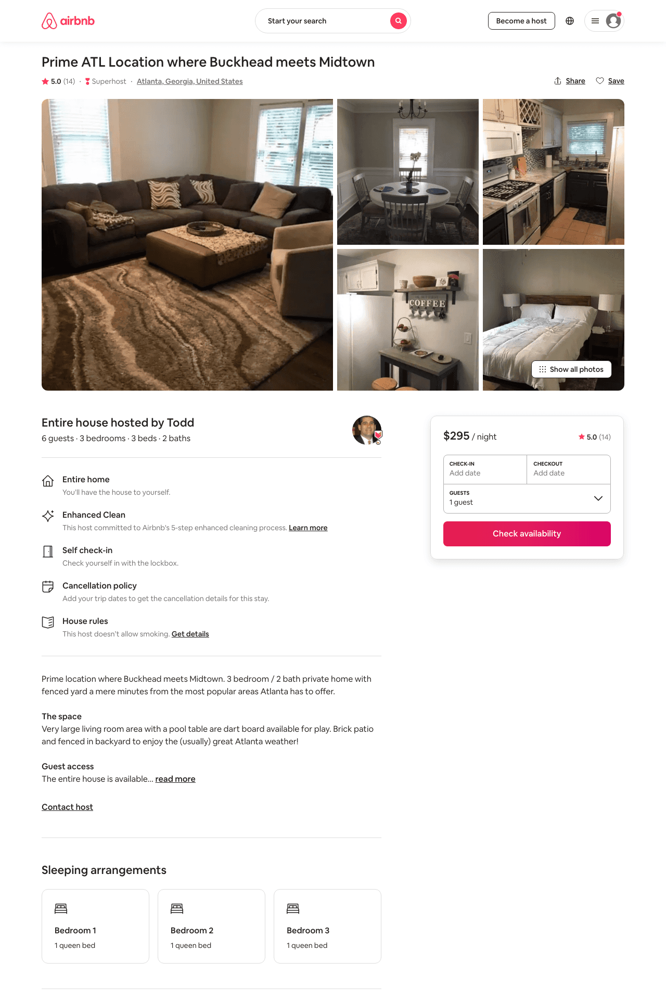 airbnb
Start your search
Become a host
Prime ATL Location where Buckhead meets Midtown
5.0 (14) · Superhost · Atlanta, Georgia, United States
Share
Save
COFFEE
Show all photos
Entire house hosted by Todd
6 guests · 3 bedrooms · 3 beds · 2 baths
Entire home
You’ll have the house to yourself.
Enhanced Clean
This host committed to Airbnb's 5-step enhanced cleaning process. Learn more
Self check-in
Check yourself in with the lockbox.
Cancellation policy
Add your trip dates to get the cancellation details for this stay.
House rules
This host doesn’t allow smoking. Get details
$295 / night
5.0 (14)
CHECK-IN
Add date
CHECKOUT
Add date
GUESTS
1 guest
Check availability
Prime location where Buckhead meets Midtown. 3 bedroom / 2 bath private home with
fenced yard a mere minutes from the most popular areas Atlanta has to offer.
The space
Very large living room area with a pool table are dart board available for play. Brick patio
and fenced in backyard to enjoy the (usually) great Atlanta weather!
Guest access
The entire house is available... read more
Contact host
Sleeping arrangements
Bedroom 1
1 queen bed
Bedroom 2
1 queen bed
Bedroom 3
1 queen bed